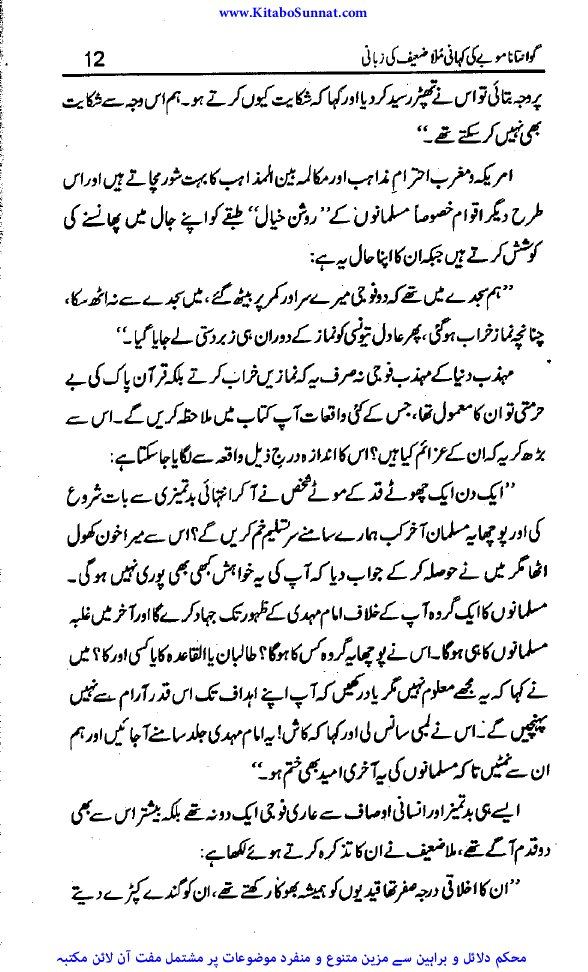 www.KitaboSunnat.com
گوانتانامو بے کی کہانی مُلا ضعیف کی زبانی
12
پر وجہ بتائی تو اس نے تھپڑ رسید کر دیا اور کہا کہ شکایت کیوں کرتے ہو۔ ہم اس وجہ سے شکایت
بھی نہیں کر سکتے تھے۔‘‘
امریکہ و مغرب احترامِ مذاہب اور مکالمہ بین المذاہب کا بہت شور مچاتے ہیں اور اس
طرح دیگر اقوام خصوصاً مسلمانوں کے ’’روشن خیال‘‘ طبقے کو اپنے جال میں پھانسنے کی
کوشش کرتے ہیں جبکہ ان کا اپنا حال یہ ہے:
’’ہم سجدے میں تھے کہ دو فوجی میرے سر اور کمر پر بیٹھ گئے، میں سجدے سے نہ اٹھ سکا،
چنانچہ نماز خراب ہو گئی، پھر عادل تیونسی کو نماز کے دوران ہی زبردستی لے جایا گیا۔‘‘
مہذب دنیا کے مہذب فوجی نہ صرف یہ کہ نمازیں خراب کرتے بلکہ قرآن پاک کی بے
حرمتی تو ان کا معمول تھا، جس کے کئی واقعات آپ کتاب میں ملاحظہ کریں گے۔ اس سے
بڑھ کر یہ کہ ان کے عزائم کیا ہیں؟ اس کا اندازہ درج ذیل واقعہ سے لگایا جا سکتا ہے:
’’ایک دن ایک چھوٹے قد کے موٹے شخص نے آ کر انتہائی بدتمیزی سے بات شروع
کی اور پوچھا یہ مسلمان آخر کب ہمارے سامنے سر تسلیم خم کریں گے؟ اس سے میرا خون کھول
اٹھا مگر میں نے حوصلہ کر کے جواب دیا کہ آپ کی یہ خواہش کبھی بھی پوری نہیں ہو گی۔
مسلمانوں کا ایک گروہ آپ کے خلاف امام مہدی کے ظہور تک جہاد کرے گا اور آخر میں غلبہ
مسلمانوں کا ہی ہوگا۔ اس نے پوچھا یہ گروہ کس کا ہوگا؟ طالبان یا القاعدہ کا یا کسی اور کا؟ میں
نے کہا کہ یہ مجھے معلوم نہیں مگر یاد رکھیں کہ آپ اپنے اہداف تک اس قدر آرام سے نہیں
پہنچیں گے۔ اس نے لمبی سانس لی اور کہا کہ کاش! یہ امام مہدی جلد سامنے آ جائیں اور ہم
ان سے نمٹیں تاکہ مسلمانوں کی یہ آخری امید بھی ختم ہو۔‘‘
ایسے ہی بدتمیز اور انسانی اوصاف سے عاری فوجی ایک دو نہ تھے بلکہ بیشتر اس سے بھی
دو قدم آگے تھے، ملا ضعیف نے ان کا تذکرہ کرتے ہوئے لکھا ہے:
’’ان کا اخلاقی درجہ صفر تھا قیدیوں کو ہمیشہ بھوکا رکھتے تھے، ان کو گندے کپڑے دیتے
محکم دلائل و براہین سے مزین متنوع و منفرد موضوعات پر مشتمل مفت آن لائن مکتبہ